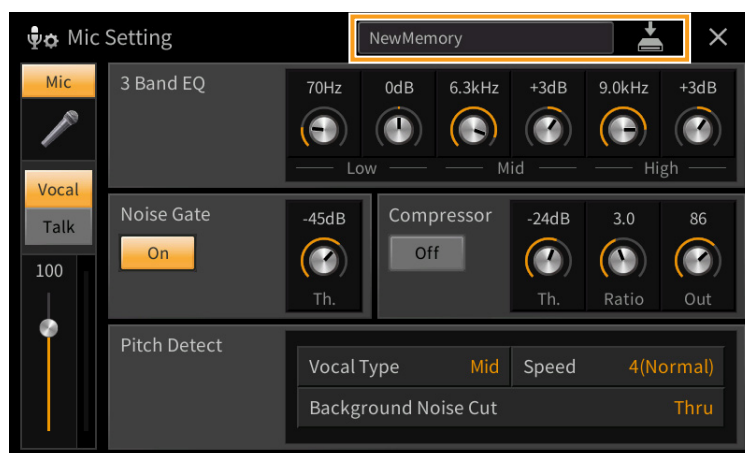 Mic Setting
NewMemory
Mic
3 Band EQ
70Hz 0dB 6.3kHz +3dB 9.0kHz +3dB
Low Mid High
Vocal
Talk
100
Noise Gate
On
-45dB
Th.
Compressor
Off
-24dB 3.0 86
Th. Ratio Out
Pitch Detect
Vocal Type Mid Speed 4(Normal)
Background Noise Cut Thru